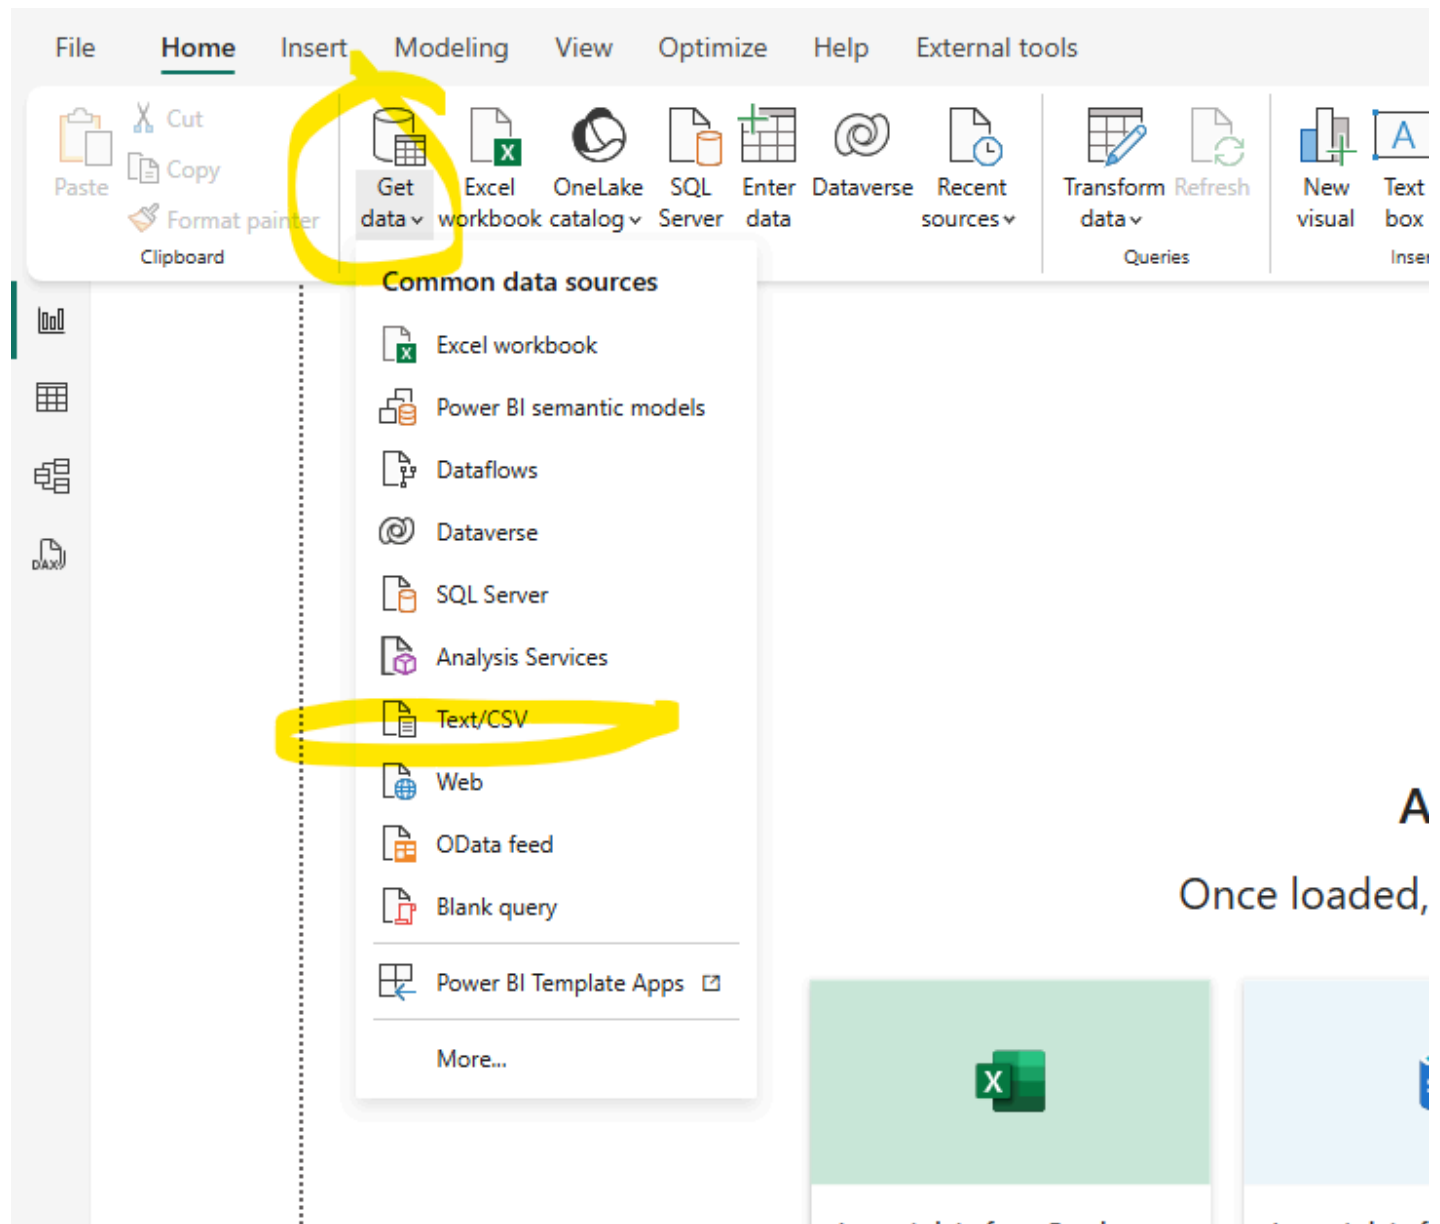 File Home Insert Modeling View Optimize Help External tools
Paste
Cut
Copy
Format painter
Clipboard
Get data
Excel workbook
OneLake catalog
SQL Server
Enter data
Dataverse
Recent sources
Transform data
Refresh
Queries
New visual
Text box
Common data sources
Excel workbook
Power BI semantic models
Dataflows
Dataverse
SQL Server
Analysis Services
Text/CSV
Web
OData feed
Blank query
Power BI Template Apps
More...
DAX
A
Once loaded,
X